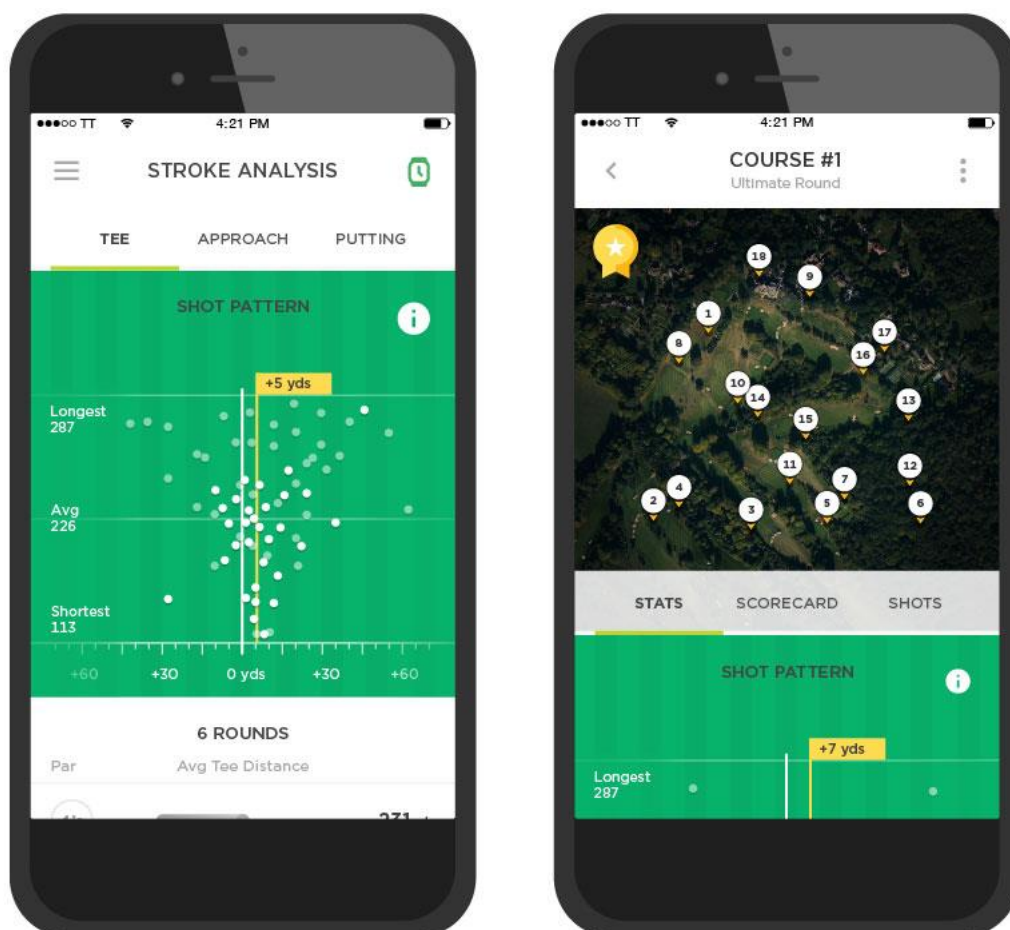 ●●●○○ TT 4:21 PM
STROKE ANALYSIS
TEE APPROACH PUTTING
SHOT PATTERN
i
+5 yds
Longest
287
Avg
226
Shortest
113
+60 +30 0 yds +30 +60
6 ROUNDS
Par Avg Tee Distance
●●●○○ TT 4:21 PM
COURSE #1
Ultimate Round
18
9
1
17
8
16
10
14
13
15
11
12
7
4
2
3
5
6
STATS SCORECARD SHOTS
SHOT PATTERN
i
+7 yds
Longest
287